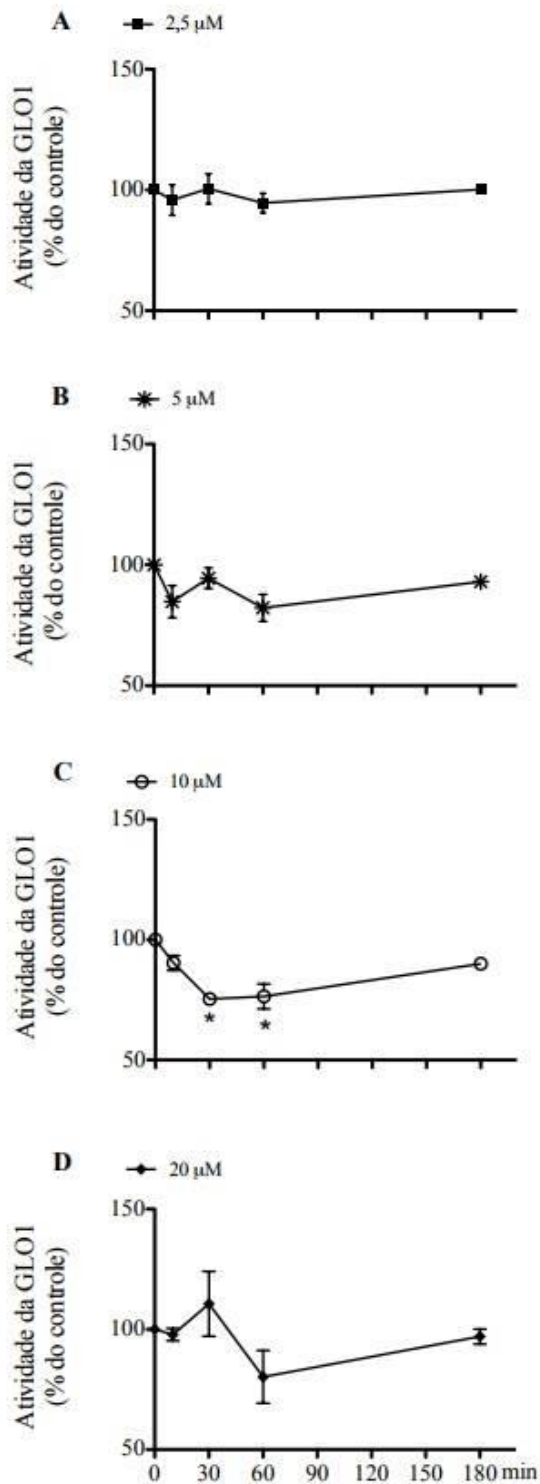 A
2,5 µM
150
100
50
Atividade da GLO1
(% do controle)
B
5 µM
150
100
50
Atividade da GLO1
(% do controle)
C
10 µM
150
100
50
Atividade da GLO1
(% do controle)
*
*
D
20 µM
150
100
50
Atividade da GLO1
(% do controle)
0 30 60 90 120 150 180 min